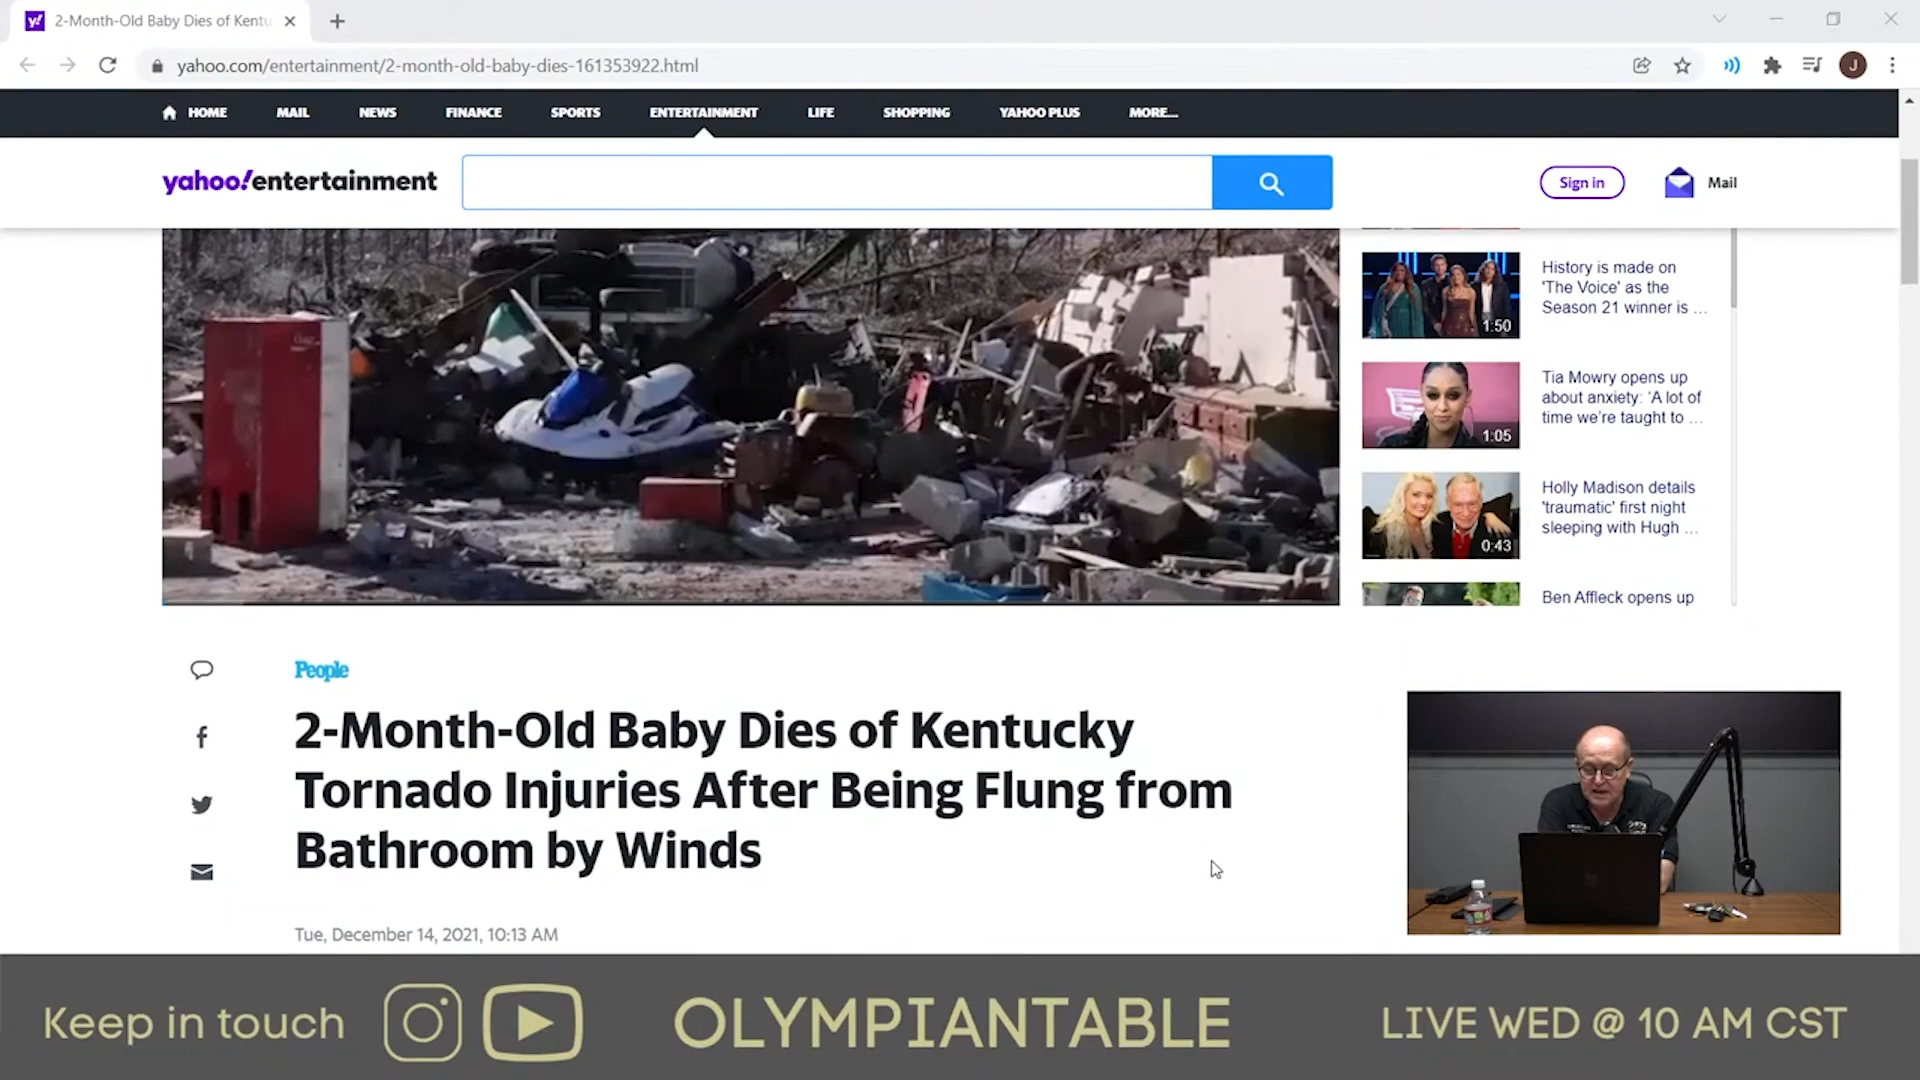 2-Month-Old Baby Dies of Kentu
yahoo.com/entertainment/2-month-old-baby-dies-161353922.html
J
HOME MAIL NEWS FINANCE SPORTS ENTERTAINMENT LIFE SHOPPING YAHOO PLUS MORE...
yahoo!entertainment
Sign in
Mail
History is made on
'The Voice' as the
Season 21 winner is ...
1:50
Tia Mowry opens up
about anxiety: 'A lot of
time we're taught to ...
1:05
Holly Madison details
'traumatic' first night
sleeping with Hugh ...
0:43
Ben Affleck opens up
People
2-Month-Old Baby Dies of Kentucky
Tornado Injuries After Being Flung from
Bathroom by Winds
Tue, December 14, 2021, 10:13 AM
Keep in touch
OLYMPIANTABLE
LIVE WED @ 10 AM CST